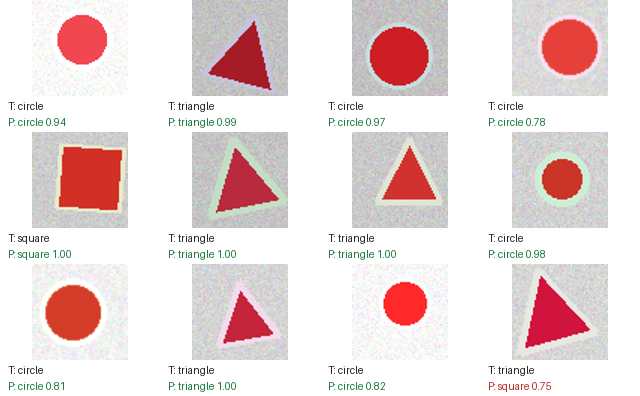 T: circle
P: circle 0.94
T: triangle
P: triangle 0.99
T: circle
P: circle 0.97
T: circle
P: circle 0.78
T: square
P: square 1.00
T: triangle
P: triangle 1.00
T: triangle
P: triangle 1.00
T: circle
P: circle 0.98
T: circle
P: circle 0.81
T: triangle
P: triangle 1.00
T: circle
P: circle 0.82
T: triangle
P: square 0.75